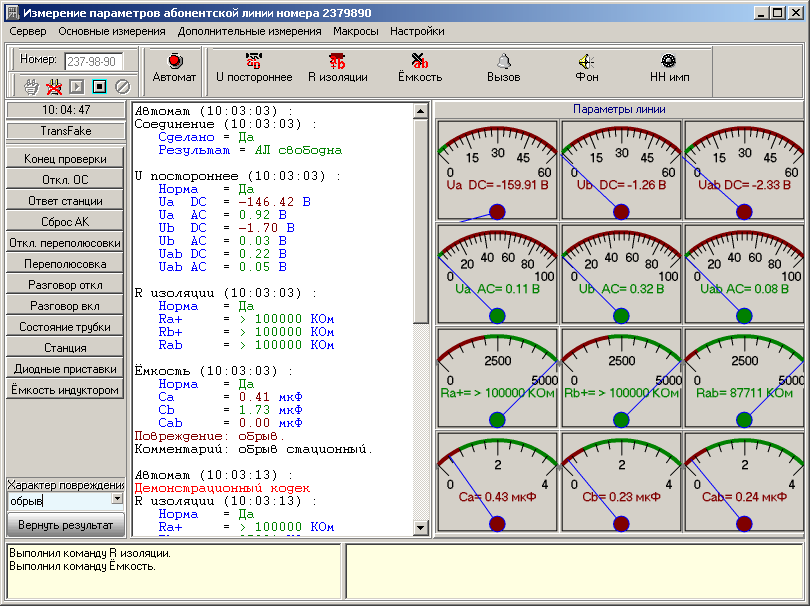 Измерение параметров абонентской линии номера 2379890
Сервер Основные измерения Дополнительные измерения Макросы Настройки
Номер: 237-98-90
Автомат U постороннее R изоляции Ёмкость Вызов Фон НН имп
10:04:47
TransFake
Конец проверки
Откл. ОС
Ответ станции
Сброс АК
Откл. переполюсовки
Переполюсовка
Разговор откл
Разговор вкл
Состояние трубки
Станция
Диодные приставки
Ёмкость индуктором
Характер повреждения
обрыв
Вернуть результат
Автомат (10:03:03) :
Соединение (10:03:03) :
Сделано = Да
Результат = АЛ свободна
U постороннее (10:03:03) :
Норма = Да
Ua DC = -146.42 В
Ua AC = 0.92 В
Ub DC = -1.70 В
Ub AC = 0.03 В
Uab DC = 0.22 В
Uab AC = 0.05 В
R изоляции (10:03:03) :
Норма = Да
Ra+ = > 100000 КОм
Rb+ = > 100000 КОм
Rab = > 100000 КОм
Ёмкость (10:03:03) :
Норма = Да
Ca = 0.41 мкФ
Cb = 1.73 мкФ
Cab = 0.00 мкФ
Повреждение: обрыв.
Комментарий: обрыв стационный.
Автомат (10:03:13) :
Демонстрационный кодек
R изоляции (10:03:13) :
Норма = Да
Ra+ = > 100000 КОм
Параметры линии
0 15 30 45 60
Ua DC= -159.91 В
0 15 30 45 60
Ub DC= -1.26 В
0 15 30 45 60
Uab DC= -2.33 В
0 20 40 60 80 100
Ua AC= 0.11 В
0 20 40 60 80 100
Ub AC= 0.32 В
0 20 40 60 80 100
Uab AC= 0.08 В
0 2500 5000
Ra+= > 100000 КОм
0 2500 5000
Rb+= > 100000 КОм
0 2500 5000
Rab= 87711 КОм
0 2 4
Ca= 0.43 мкФ
0 2 4
Cb= 0.23 мкФ
0 2 4
Cab= 0.24 мкФ
Выполнил команду R изоляции.
Выполнил команду Ёмкость.